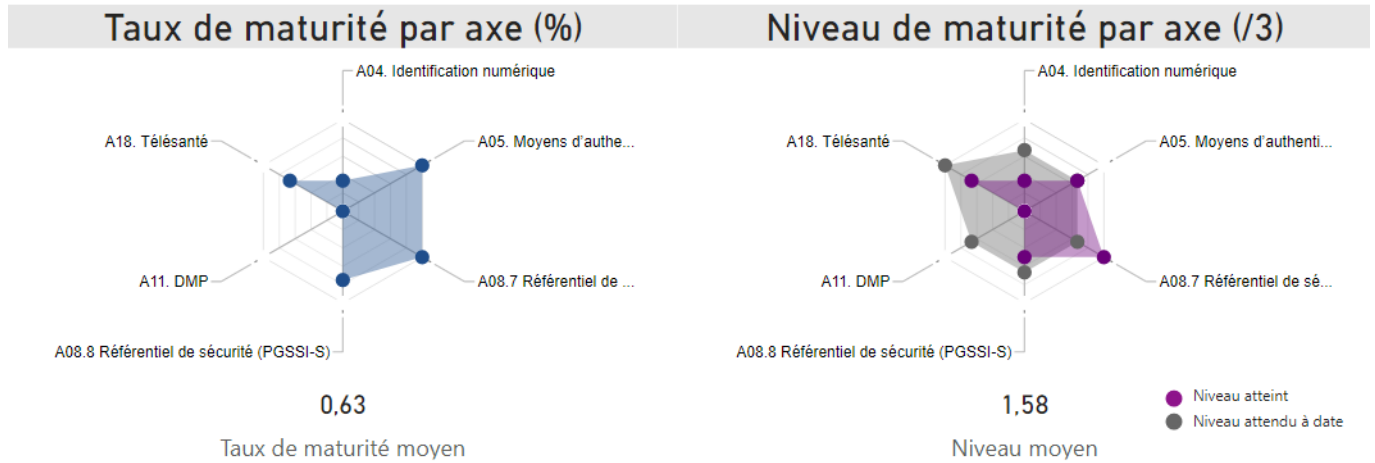 Taux de maturité par axe (%)
A04. Identification numérique
A18. Télésanté
A05. Moyens d'authe...
A11. DMP
A08.7 Référentiel de ...
A08.8 Référentiel de sécurité (PGSSI-S)
0,63
Taux de maturité moyen
Niveau de maturité par axe (/3)
A04. Identification numérique
A18. Télésanté
A05. Moyens d'authenti...
A11. DMP
A08.7 Référentiel de sé...
A08.8 Référentiel de sécurité (PGSSI-S)
1,58
Niveau moyen
Niveau atteint
Niveau attendu à date